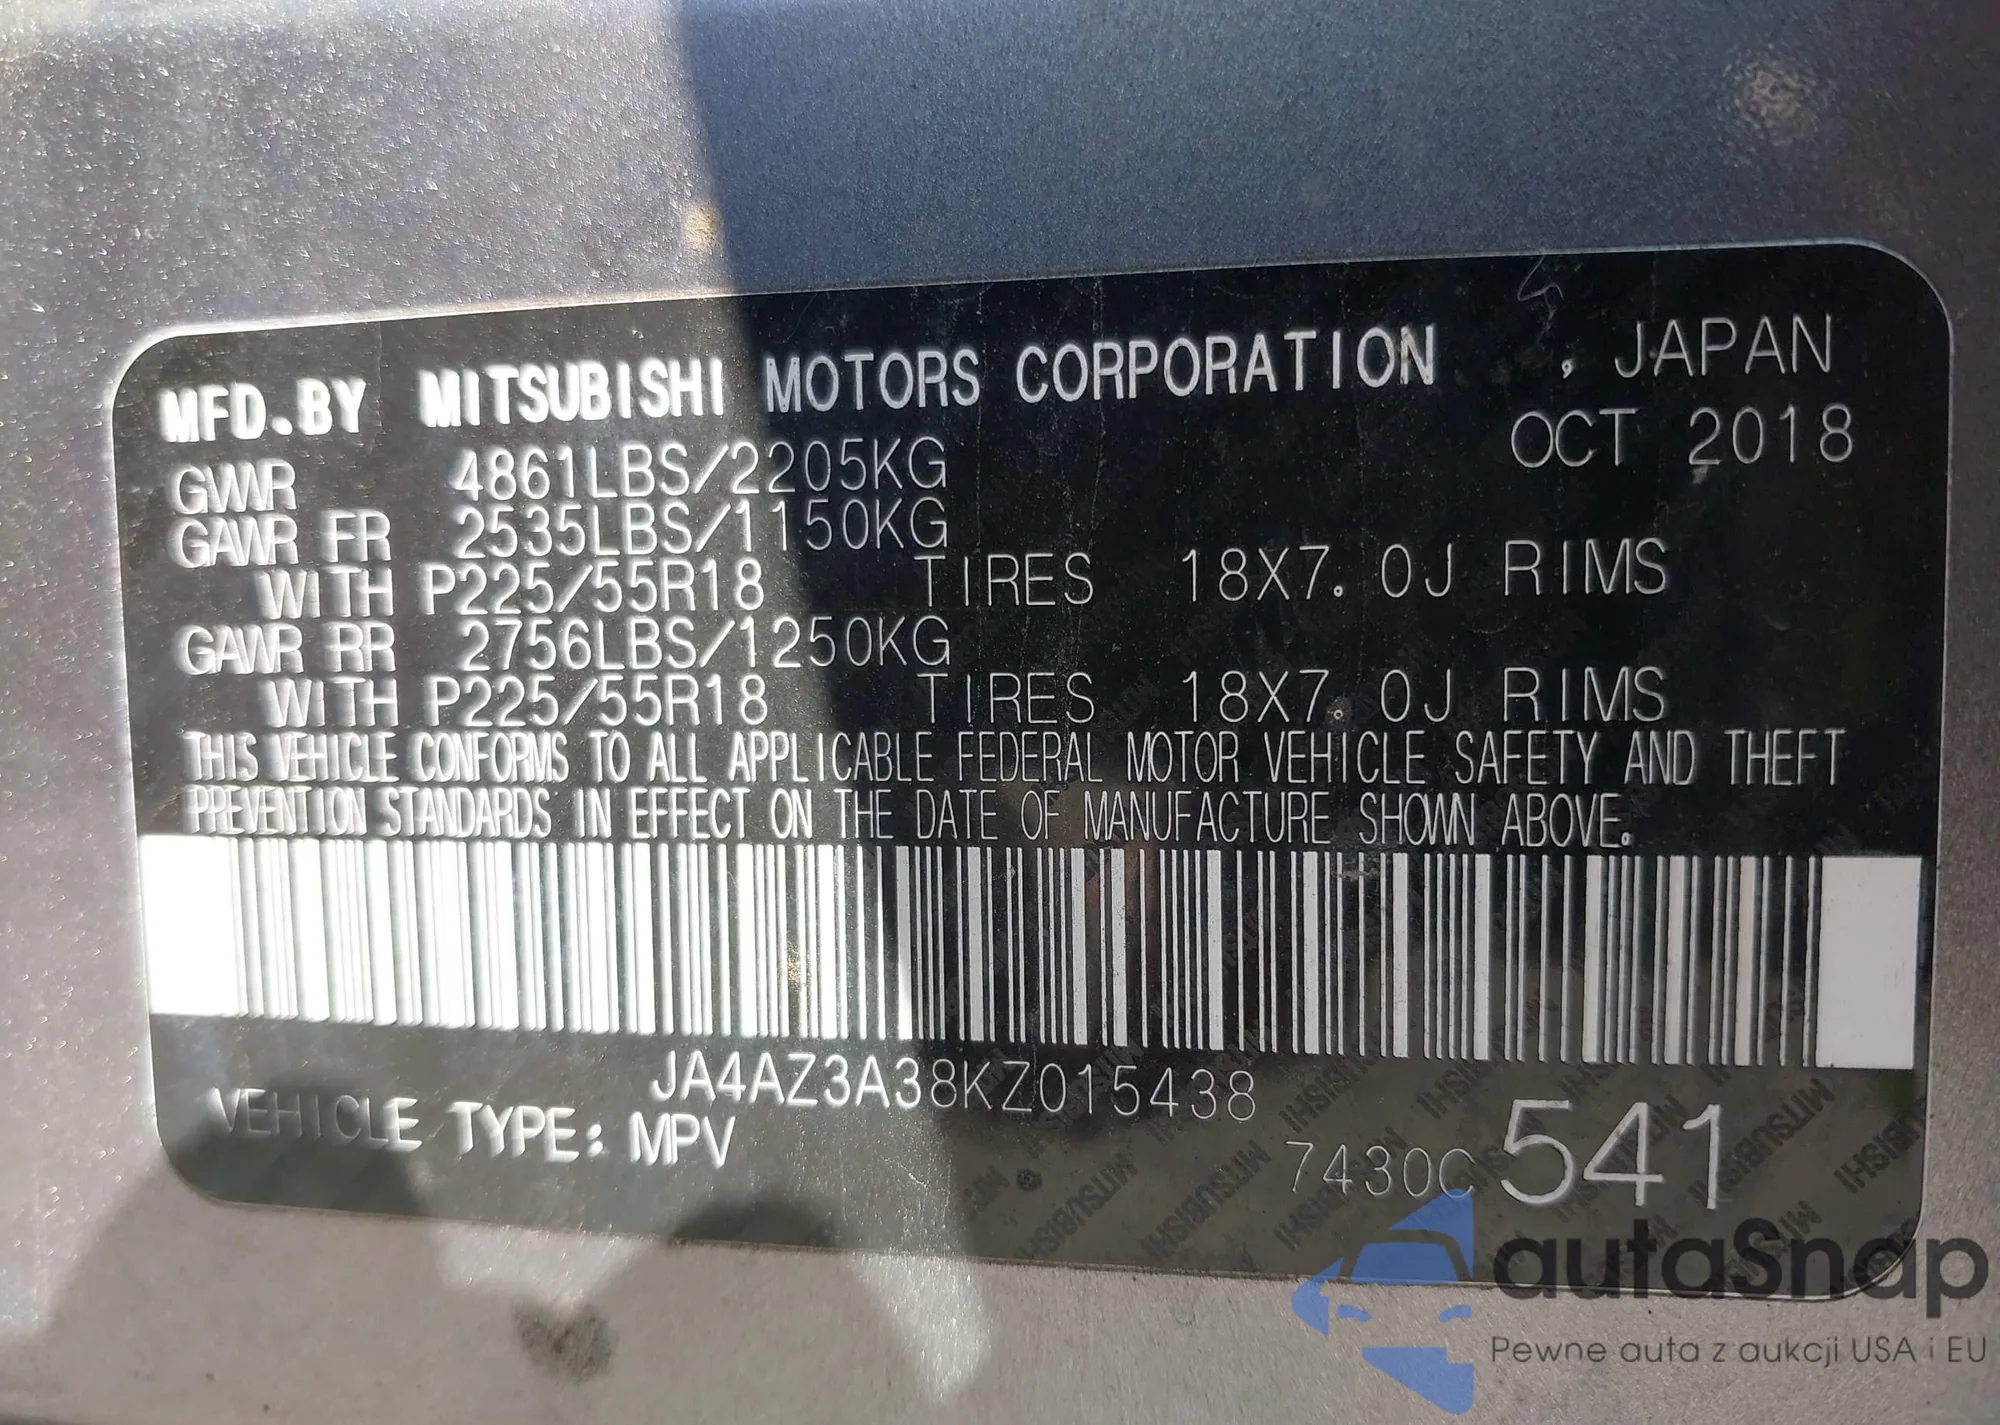 MFD.BY MITSUBISHI MOTORS CORPORATION , JAPAN
OCT 2018
GVWR 4861LBS/2205KG
GAWR FR 2535LBS/1150KG
WITH P225/55R18 TIRES 18X7.0J RIMS
GAWR RR 2756LBS/1250KG
WITH P225/55R18 TIRES 18X7.0J RIMS
THIS VEHICLE CONFORMS TO ALL APPLICABLE FEDERAL MOTOR VEHICLE SAFETY AND THEFT
PREVENTION STANDARDS IN EFFECT ON THE DATE OF MANUFACTURE SHOWN ABOVE.
JA4AZ3A38KZ015438
VEHICLE TYPE: MPV
7430C 541
autaSnap
Pewne auta z aukcji USA i EU